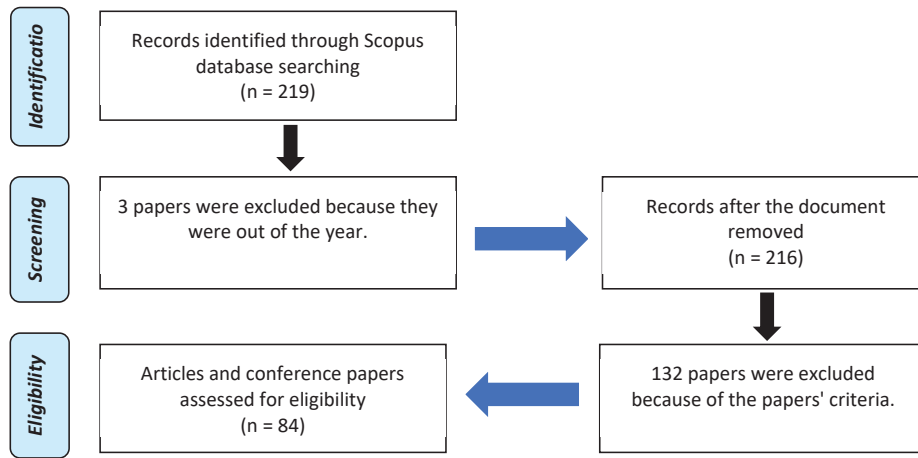 Identificatio
Records identified through Scopus
database searching
(n = 219)
Screening
3 papers were excluded because they
were out of the year.
Records after the document
removed
(n = 216)
Eligibility
Articles and conference papers
assessed for eligibility
(n = 84)
132 papers were excluded
because of the papers' criteria.